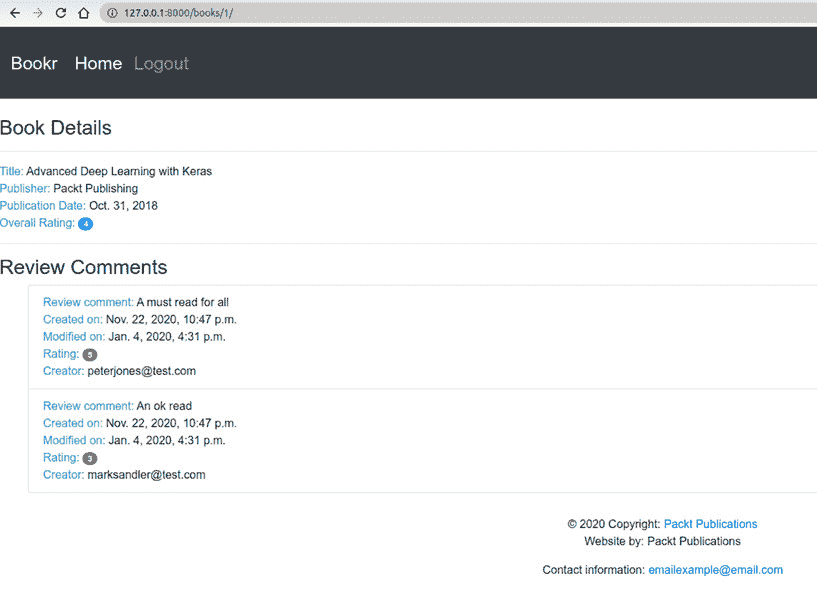 127.0.0.1:8000/books/1/
Bookr Home Logout
Book Details
Title: Advanced Deep Learning with Keras
Publisher: Packt Publishing
Publication Date: Oct. 31, 2018
Overall Rating: 4
Review Comments
Review comment: A must read for all
Created on: Nov. 22, 2020, 10:47 p.m.
Modified on: Jan. 4, 2020, 4:31 p.m.
Rating: 5
Creator: peterjones@test.com
Review comment: An ok read
Created on: Nov. 22, 2020, 10:47 p.m.
Modified on: Jan. 4, 2020, 4:31 p.m.
Rating: 3
Creator: marksandler@test.com
© 2020 Copyright: Packt Publications
Website by: Packt Publications
Contact information: emailexample@email.com